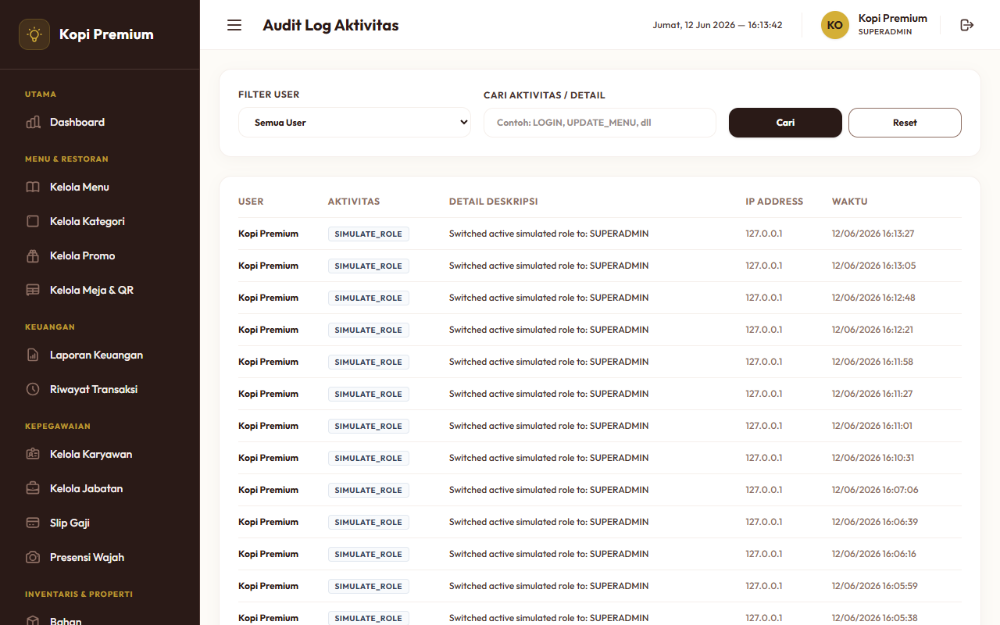 Kopi Premium
UTAMA
Dashboard
MENU & RESTORAN
Kelola Menu
Kelola Kategori
Kelola Promo
Kelola Meja & QR
KEUANGAN
Laporan Keuangan
Riwayat Transaksi
KEPEGAWAIAN
Kelola Karyawan
Kelola Jabatan
Slip Gaji
Presensi Wajah
INVENTARIS & PROPERTI
Bahan
Audit Log Aktivitas
Jumat, 12 Jun 2026 — 16:13:42
KO
Kopi Premium
SUPERADMIN
FILTER USER
Semua User
CARI AKTIVITAS / DETAIL
Contoh: LOGIN, UPDATE_MENU, dll
Cari
Reset
USER AKTIVITAS DETAIL DESKRIPSI IP ADDRESS WAKTU
Kopi Premium SIMULATE_ROLE Switched active simulated role to: SUPERADMIN 127.0.0.1 12/06/2026 16:13:27
Kopi Premium SIMULATE_ROLE Switched active simulated role to: SUPERADMIN 127.0.0.1 12/06/2026 16:13:05
Kopi Premium SIMULATE_ROLE Switched active simulated role to: SUPERADMIN 127.0.0.1 12/06/2026 16:12:48
Kopi Premium SIMULATE_ROLE Switched active simulated role to: SUPERADMIN 127.0.0.1 12/06/2026 16:12:21
Kopi Premium SIMULATE_ROLE Switched active simulated role to: SUPERADMIN 127.0.0.1 12/06/2026 16:11:58
Kopi Premium SIMULATE_ROLE Switched active simulated role to: SUPERADMIN 127.0.0.1 12/06/2026 16:11:27
Kopi Premium SIMULATE_ROLE Switched active simulated role to: SUPERADMIN 127.0.0.1 12/06/2026 16:11:01
Kopi Premium SIMULATE_ROLE Switched active simulated role to: SUPERADMIN 127.0.0.1 12/06/2026 16:10:31
Kopi Premium SIMULATE_ROLE Switched active simulated role to: SUPERADMIN 127.0.0.1 12/06/2026 16:07:06
Kopi Premium SIMULATE_ROLE Switched active simulated role to: SUPERADMIN 127.0.0.1 12/06/2026 16:06:39
Kopi Premium SIMULATE_ROLE Switched active simulated role to: SUPERADMIN 127.0.0.1 12/06/2026 16:06:16
Kopi Premium SIMULATE_ROLE Switched active simulated role to: SUPERADMIN 127.0.0.1 12/06/2026 16:05:59
Kopi Premium SIMULATE_ROLE Switched active simulated role to: SUPERADMIN 127.0.0.1 12/06/2026 16:05:38